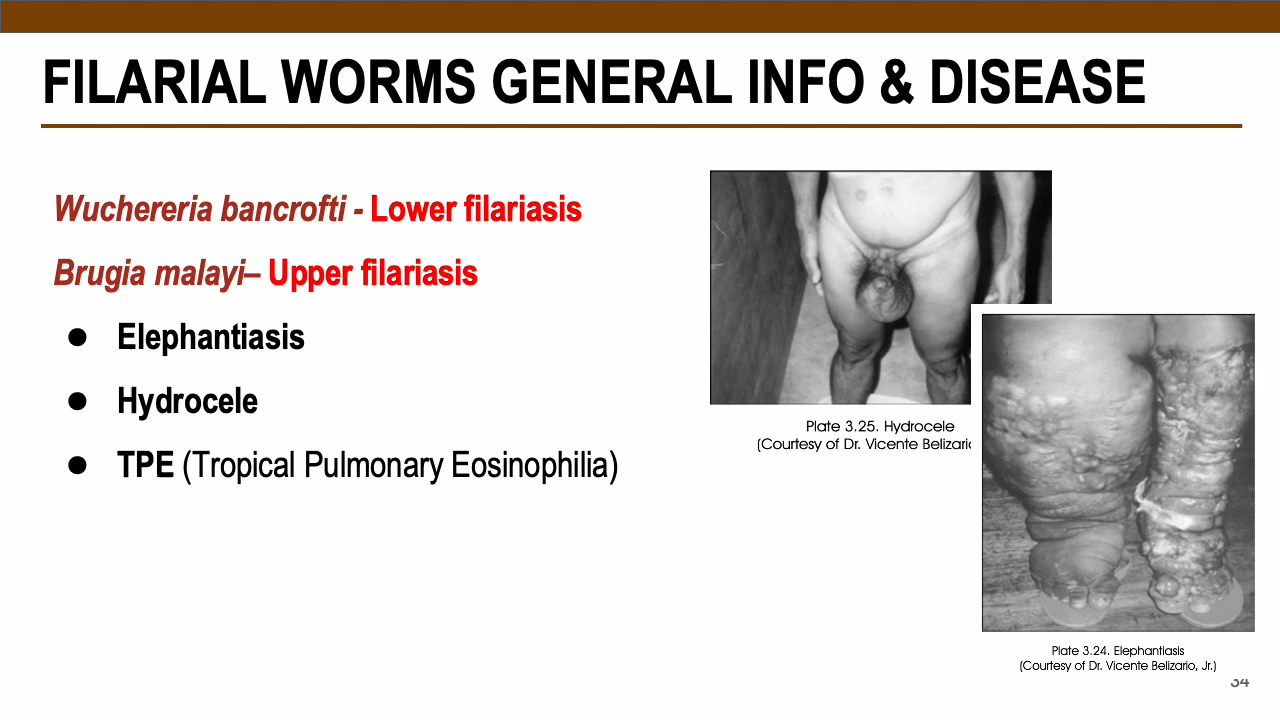 FILARIAL WORMS GENERAL INFO & DISEASE
Wuchereria bancrofti - Lower filariasis
Brugia malayi– Upper filariasis
● Elephantiasis
● Hydrocele
● TPE (Tropical Pulmonary Eosinophilia)
Plate 3.25. Hydrocele
(Courtesy of Dr. Vicente
Plate 3.24. Elephantiasis
(Courtesy of Dr. Vicente Belizario, Jr.)
34